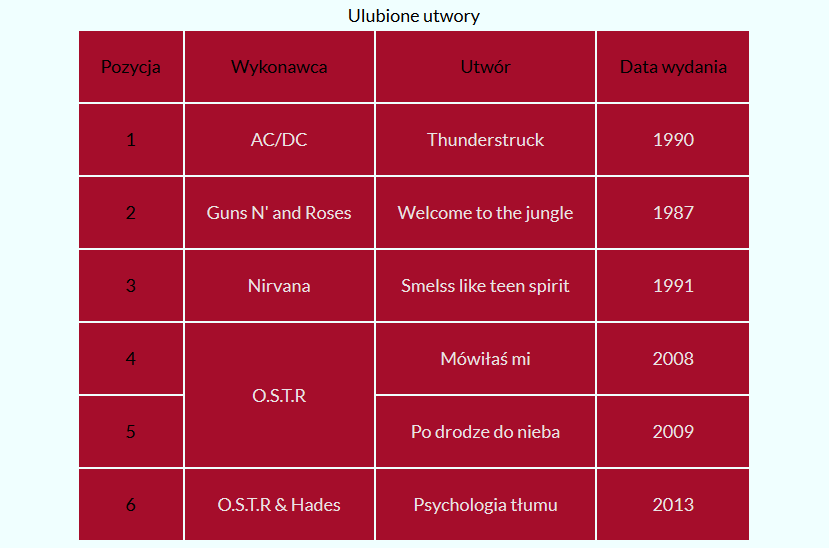 Ulubione utwory
Pozycja Wykonawca Utwór Data wydania
1 AC/DC Thunderstruck 1990
2 Guns N' and Roses Welcome to the jungle 1987
3 Nirvana Smelss like teen spirit 1991
4 O.S.T.R Mówiłaś mi 2008
5 Po drodze do nieba 2009
6 O.S.T.R & Hades Psychologia tłumu 2013